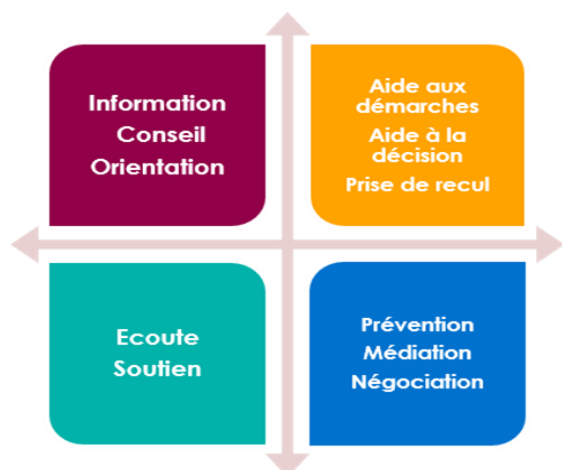 Information
Conseil
Orientation
Aide aux
démarches
Aide à la
décision
Prise de recul
Ecoute
Soutien
Prévention
Médiation
Négociation